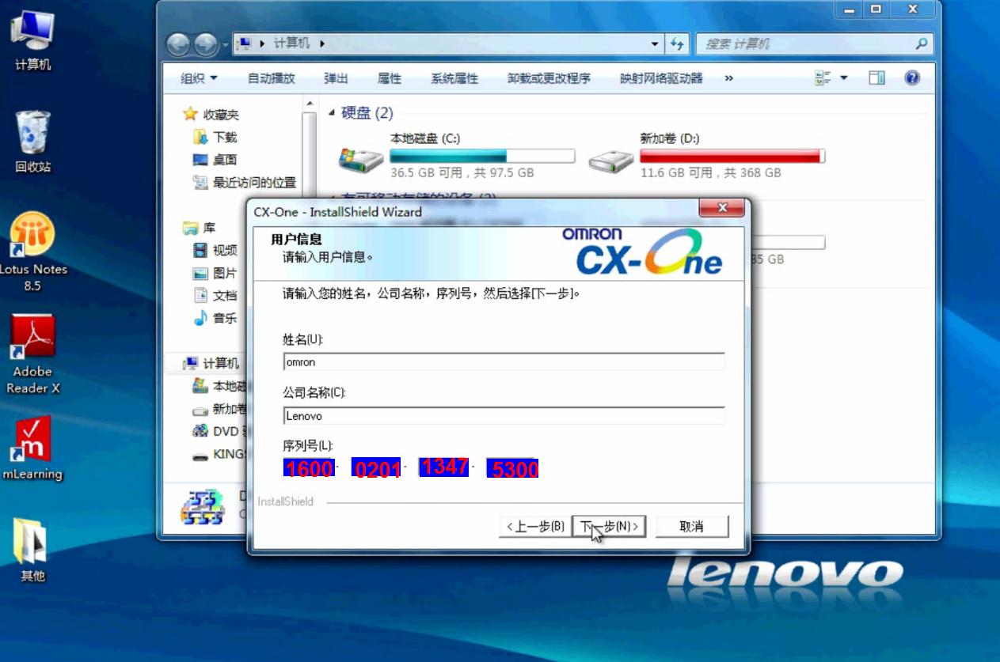 计算机
回收站
Lotus Notes
8.5
Adobe
Reader X
mLearning
其他
计算机
搜索 计算机
组织 自动播放 弹出 属性 系统属性 卸载或更改程序 映射网络驱动器 »
收藏夹
下载
桌面
最近访问的位置
库
视频
图片
文档
音乐
计算机
本地磁
新加卷
DVD
KING
硬盘 (2)
本地磁盘 (C:)
36.5 GB 可用，共 97.5 GB
新加卷 (D:)
11.6 GB 可用，共 368 GB
有可移动存储的设备 (2)
35 GB
CX-One - InstallShield Wizard
用户信息
请输入用户信息。
OMRON
CX-One
请输入您的姓名，公司名称，序列号，然后选择[下一步]。
姓名(U):
omron
公司名称(C):
Lenovo
序列号(L):
1600 - 0201 - 1347 - 5300
InstallShield
<上一步(B) 下一步(N)> 取消
lenovo